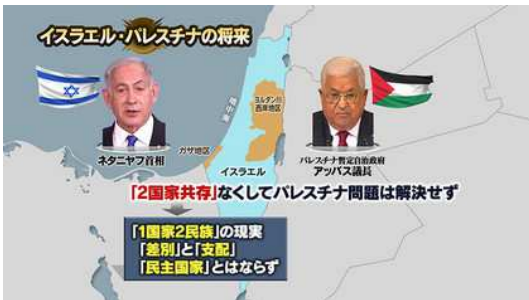 イスラエル・パレスチナの将来
地中海
ヨルダン川
西岸地区
ガザ地区
ネタニヤフ首相
イスラエル
パレスチナ暫定自治政府
アッバス議長
「2国家共存」なくしてパレスチナ問題は解決せず
「1国家2民族」の現実
「差別」と「支配」
「民主国家」とはならず